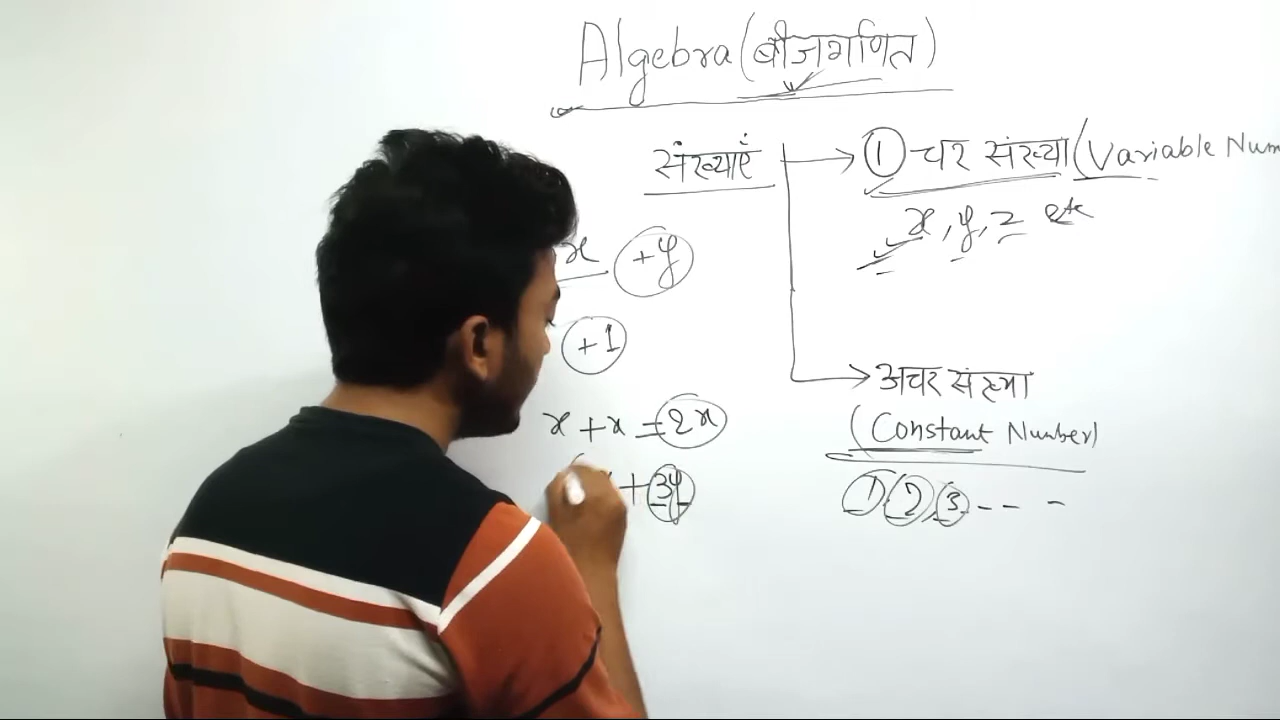 Algebra (बीजगणित)
संख्याएँ → ① चर संख्या (Variable Num
x, y, z etc
x + y
+1
x + x = 2x
+ 3y
→ अचर संख्या
(Constant Number)
1, 2, 3 - - -